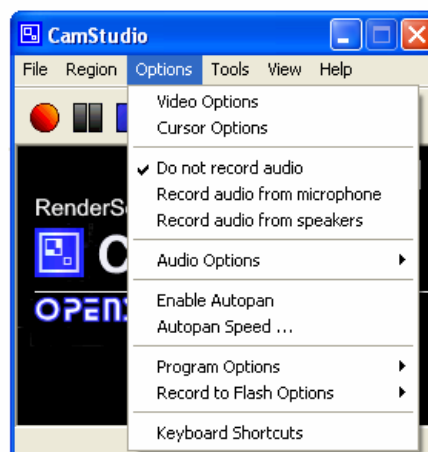 CamStudio
File Region Options Tools View Help
Video Options
Cursor Options
Do not record audio
Record audio from microphone
Record audio from speakers
Audio Options
Enable Autopan
Autopan Speed ...
Program Options
Record to Flash Options
Keyboard Shortcuts
RenderS
C
OPENS